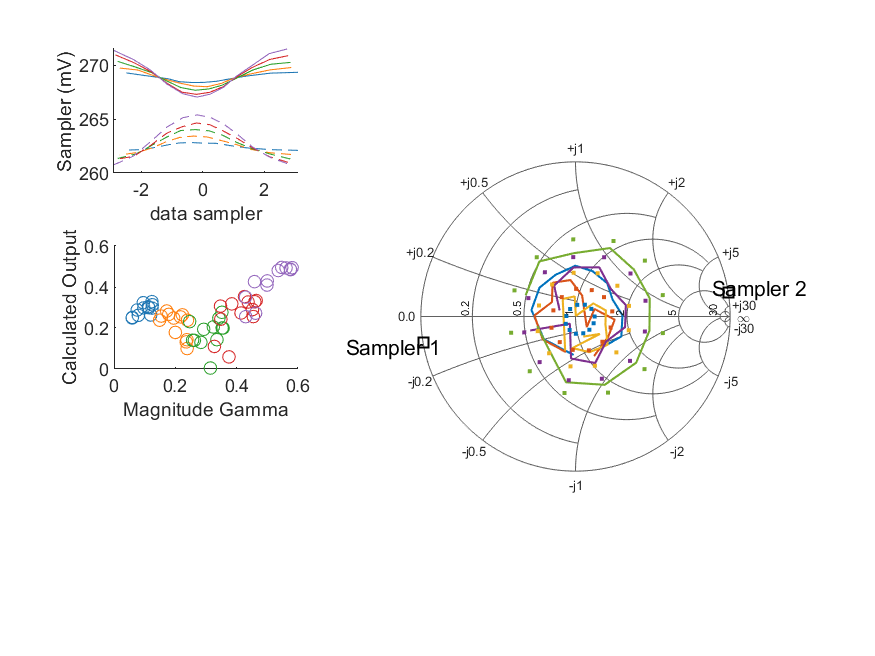 270
265
260
Sampler (mV)
-2
0
2
data sampler
0.6
0.4
0.2
0
Calculated Output
0
0.2
0.4
0.6
Magnitude Gamma
+j1
+j0.5
+j2
+j0.2
+j5
Sampler 2
+j30
0.0
0.2
0.5
1
2
5
30
∞
-j30
Sampler 1
-j0.2
-j5
-j0.5
-j2
-j1